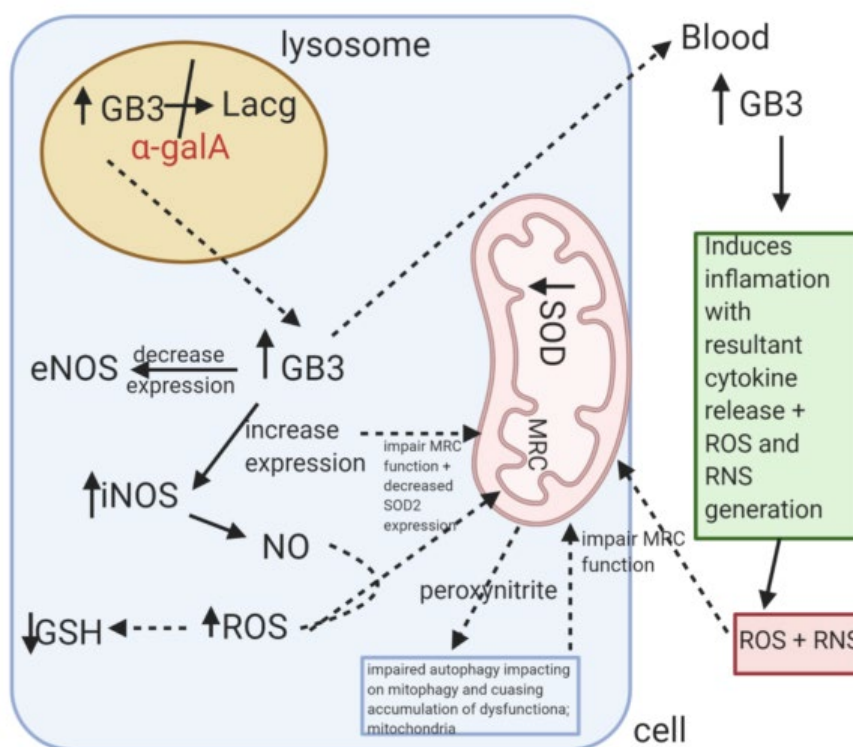 lysosome
Blood
GB3
Lacg
α-galA
GB3
Induces
inflamation
with
resultant
cytokine
release +
ROS and
RNS
generation
SOD
MRC
eNOS
decrease
expression
GB3
increase
expression
impair MRC
function +
decreased
SOD2
expression
iNOS
NO
impair MRC
function
peroxynitrite
GSH
ROS
ROS + RNS
impaired autophagy impacting
on mitophagy and cuasing
accumulation of dysfunctiona;
mitochondria
cell